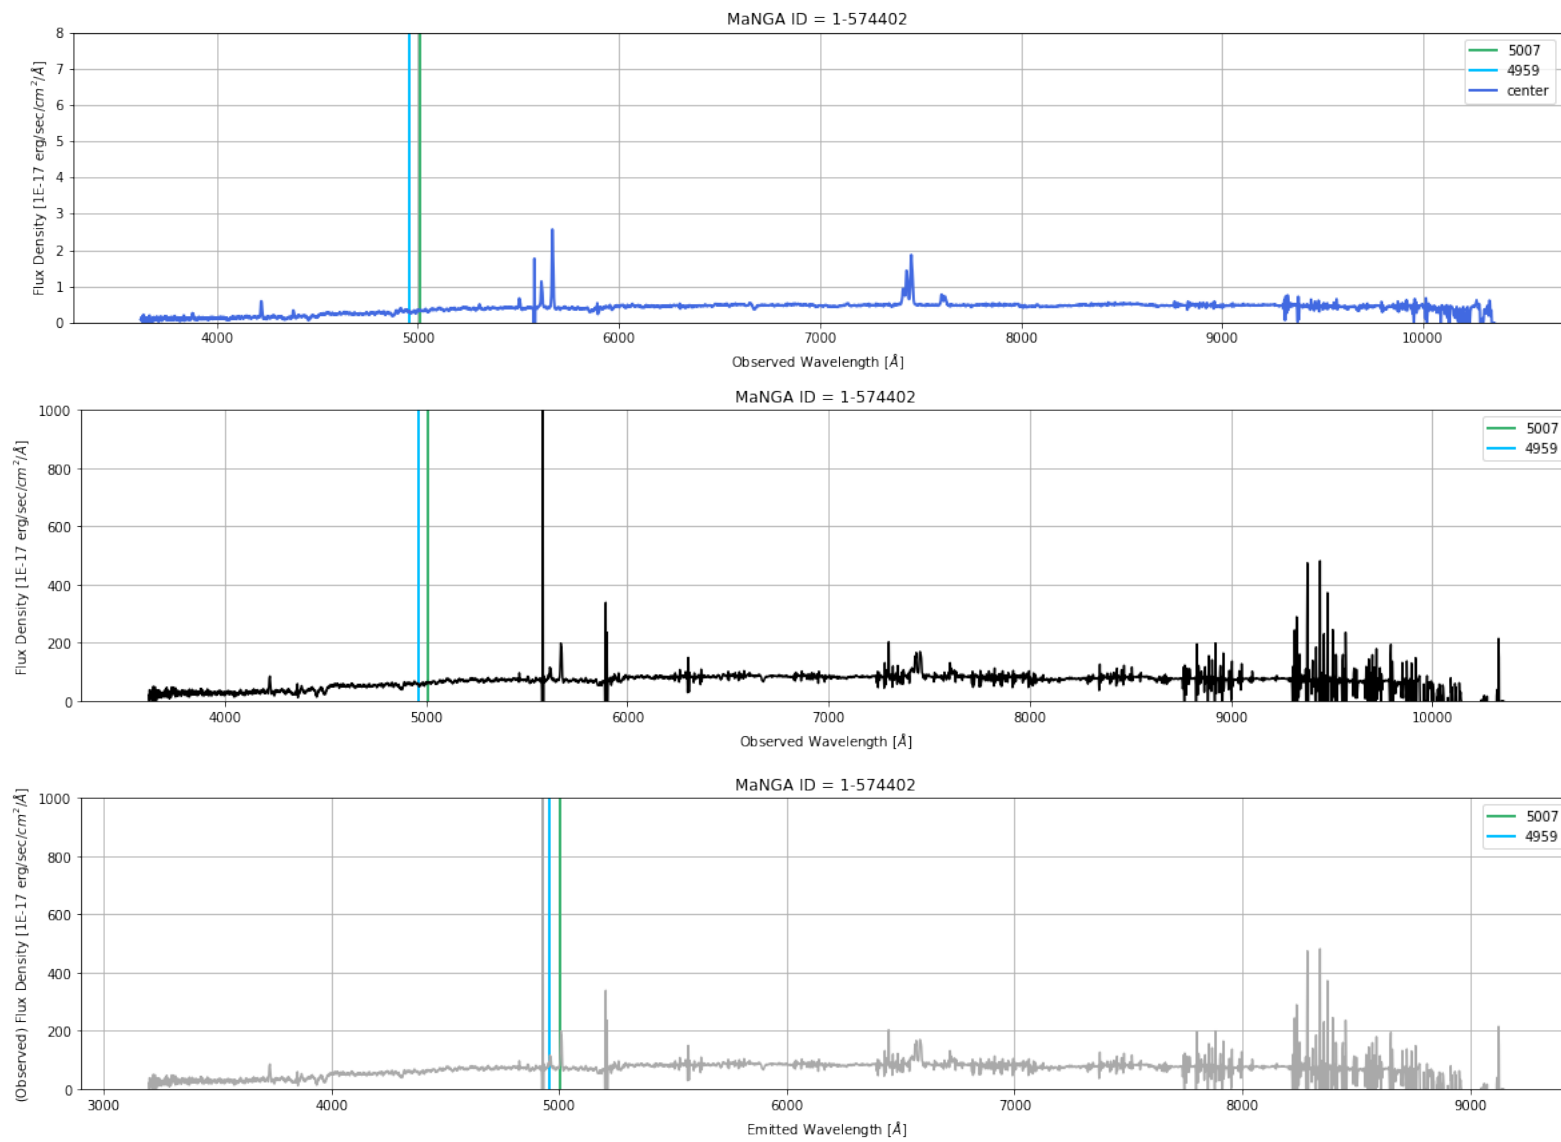 MaNGA ID = 1-574402
Flux Density [1E-17 erg/sec/cm²/Å]
8
7
6
5
4
3
2
1
0
5007
4959
center
4000 5000 6000 7000 8000 9000 10000
Observed Wavelength [Å]
MaNGA ID = 1-574402
Flux Density [1E-17 erg/sec/cm²/Å]
1000
800
600
400
200
0
5007
4959
4000 5000 6000 7000 8000 9000 10000
Observed Wavelength [Å]
MaNGA ID = 1-574402
(Observed) Flux Density [1E-17 erg/sec/cm²/Å]
1000
800
600
400
200
0
5007
4959
3000 4000 5000 6000 7000 8000 9000
Emitted Wavelength [Å]